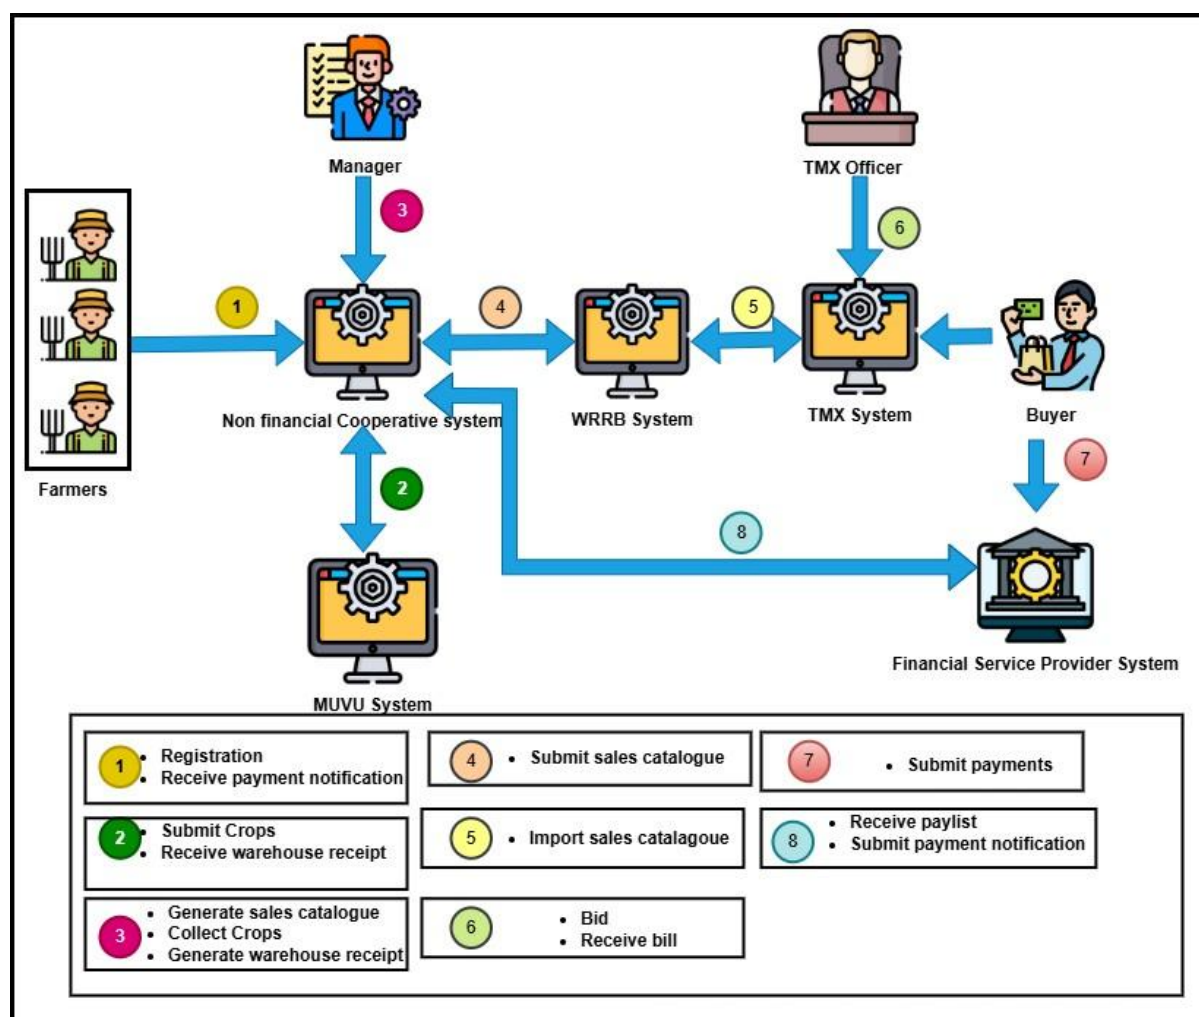 Manager
TMX Officer
3
6
1
4
5
Non financial Cooperative system
WRRB System
TMX System
Buyer
Farmers
2
7
8
MUVU System
Financial Service Provider System
1
• Registration
• Receive payment notification
2
• Submit Crops
• Receive warehouse receipt
3
• Generate sales catalogue
• Collect Crops
• Generate warehouse receipt
4
• Submit sales catalogue
5
• Import sales catalagoue
6
• Bid
• Receive bill
7
• Submit payments
8
• Receive paylist
• Submit payment notification